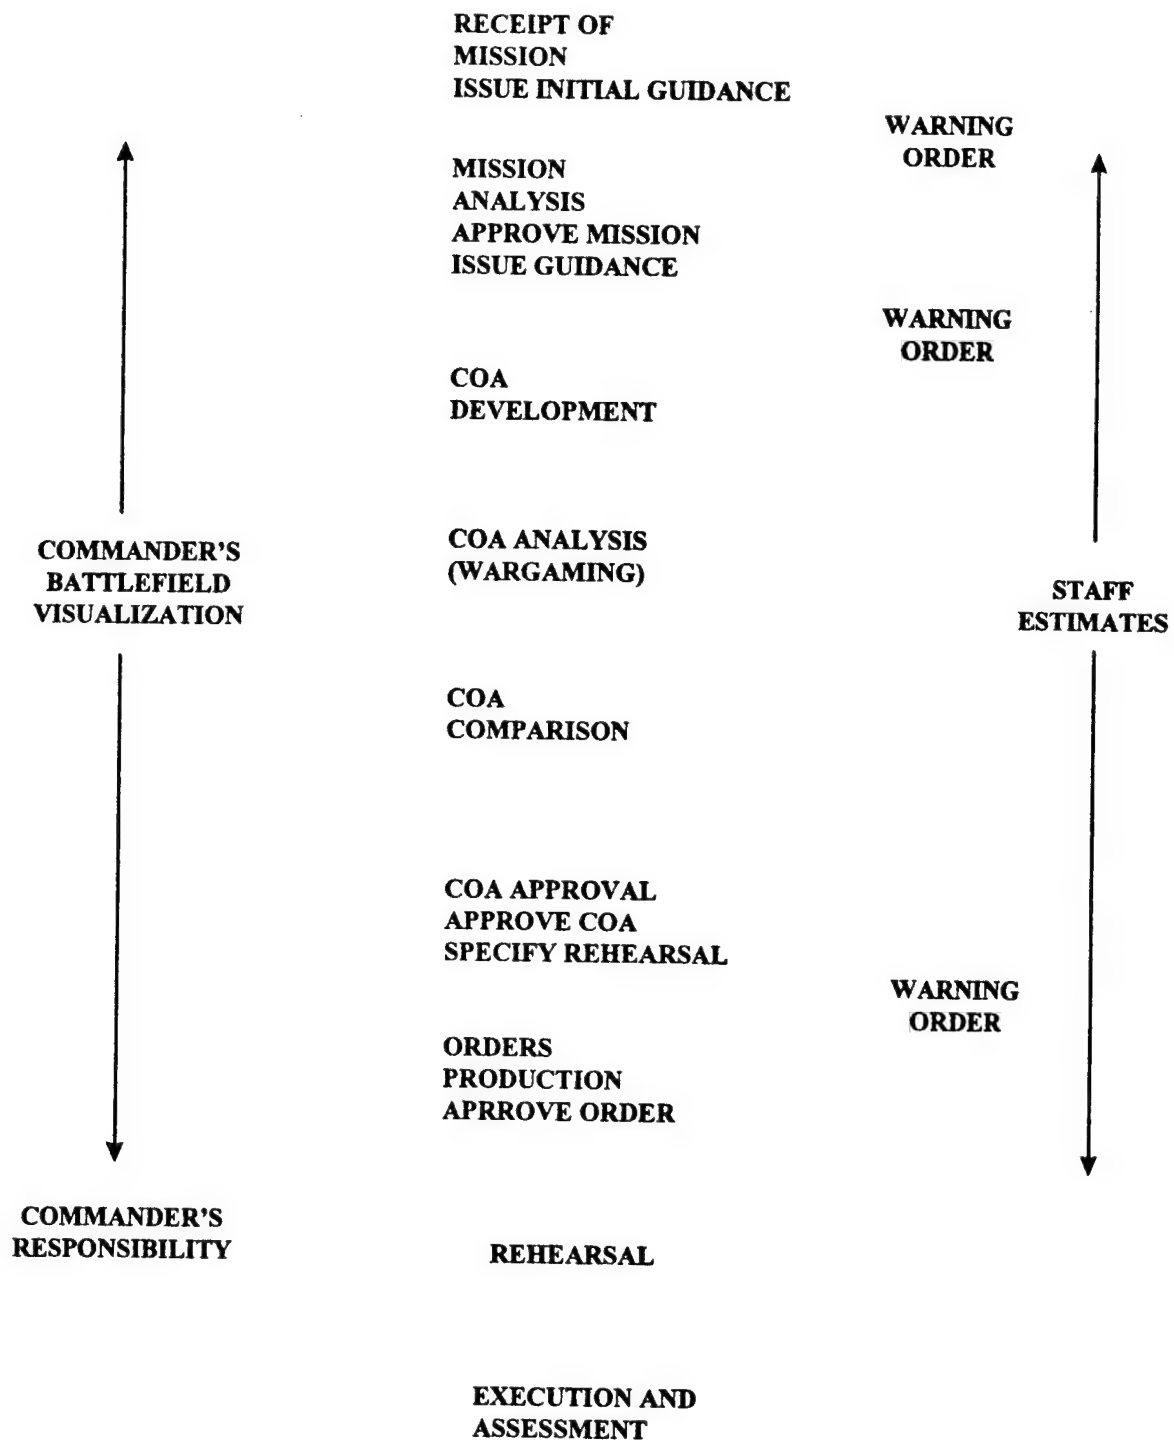 RECEIPT OF
MISSION
ISSUE INITIAL GUIDANCE
WARNING
ORDER
MISSION
ANALYSIS
APPROVE MISSION
ISSUE GUIDANCE
WARNING
ORDER
COA
DEVELOPMENT
COMMANDER'S
BATTLEFIELD
VISUALIZATION
COA ANALYSIS
(WARGAMING)
STAFF
ESTIMATES
COA
COMPARISON
COA APPROVAL
APPROVE COA
SPECIFY REHEARSAL
WARNING
ORDER
ORDERS
PRODUCTION
APRROVE ORDER
COMMANDER'S
RESPONSIBILITY
REHEARSAL
EXECUTION AND
ASSESSMENT